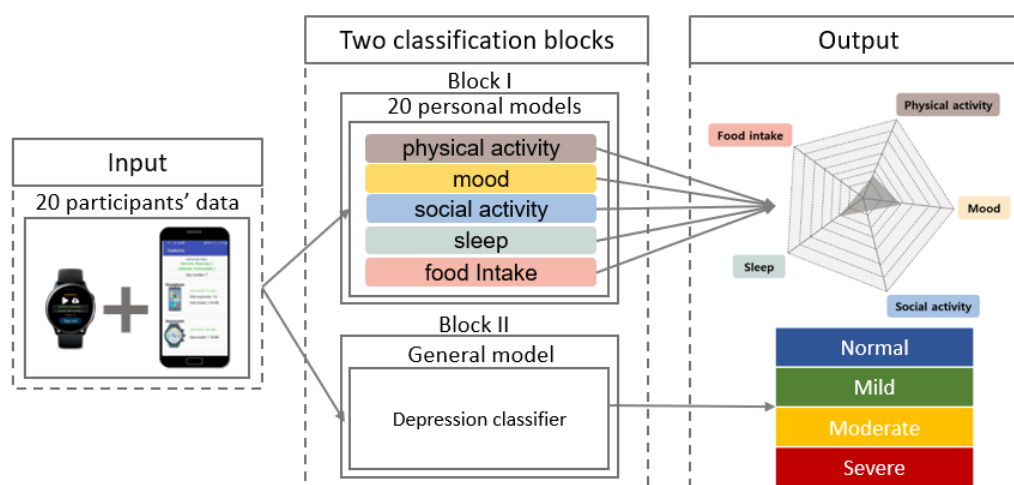 Two classification blocks
Output
Block I
20 personal models
physical activity
mood
social activity
sleep
food Intake
Input
20 participants' data
Physical activity
Food intake
Mood
Sleep
Social activity
Block II
General model
Depression classifier
Normal
Mild
Moderate
Severe